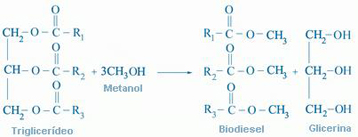 O
CH₂-O-C-R₁
O
CH-O-C-R₂ + 3CH₃OH
Metanol
O
CH₂-O-C-R₃
Triglicerídeo
O
R₁-C-O-CH₃
O
R₂-C-O-CH₃ +
O
R₃-C-O-CH₃
Biodiesel
CH₂-OH
CH-OH
CH₂-OH
Glicerina